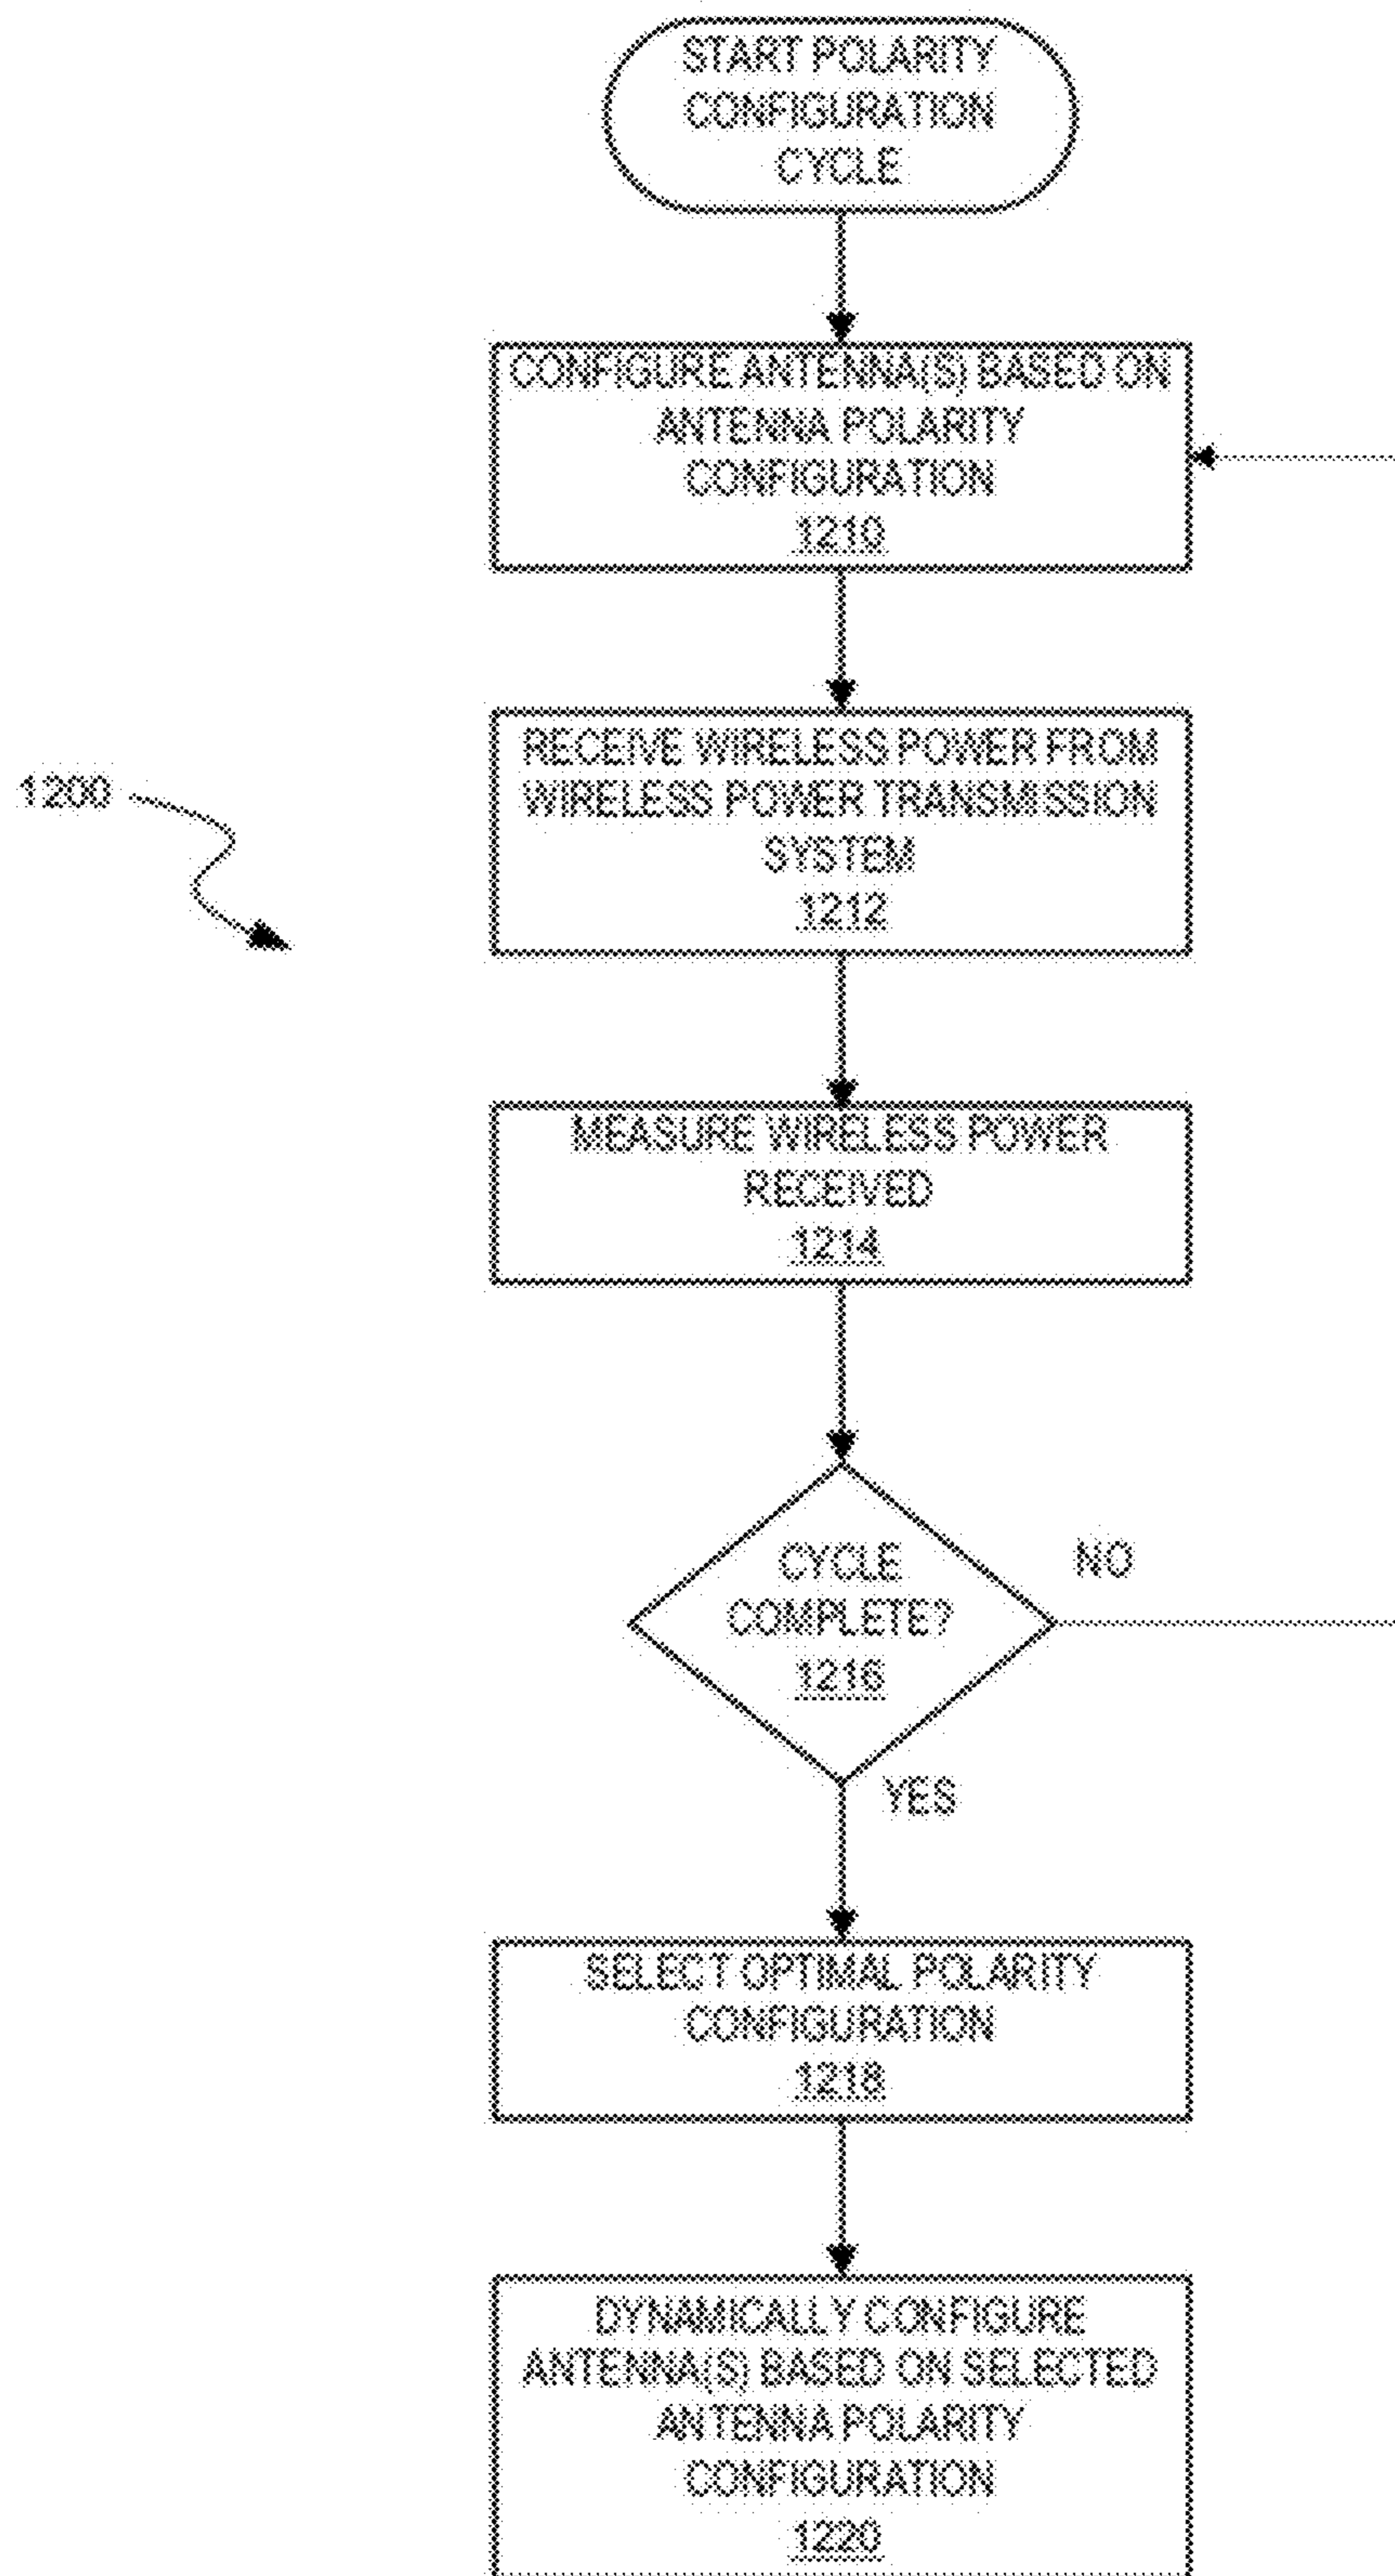 START POLARITY
CONFIGURATION
CYCLE
CONFIGURE ANTENNA(S) BASED ON
ANTENNA POLARITY
CONFIGURATION
1210
RECEIVE WIRELESS POWER FROM
WIRELESS POWER TRANSMISSION
SYSTEM
1212
1200
MEASURE WIRELESS POWER
RECEIVED
1214
CYCLE
COMPLETE?
1216
NO
YES
SELECT OPTIMAL POLARITY
CONFIGURATION
1218
DYNAMICALLY CONFIGURE
ANTENNA(S) BASED ON SELECTED
ANTENNA POLARITY
CONFIGURATION
1220